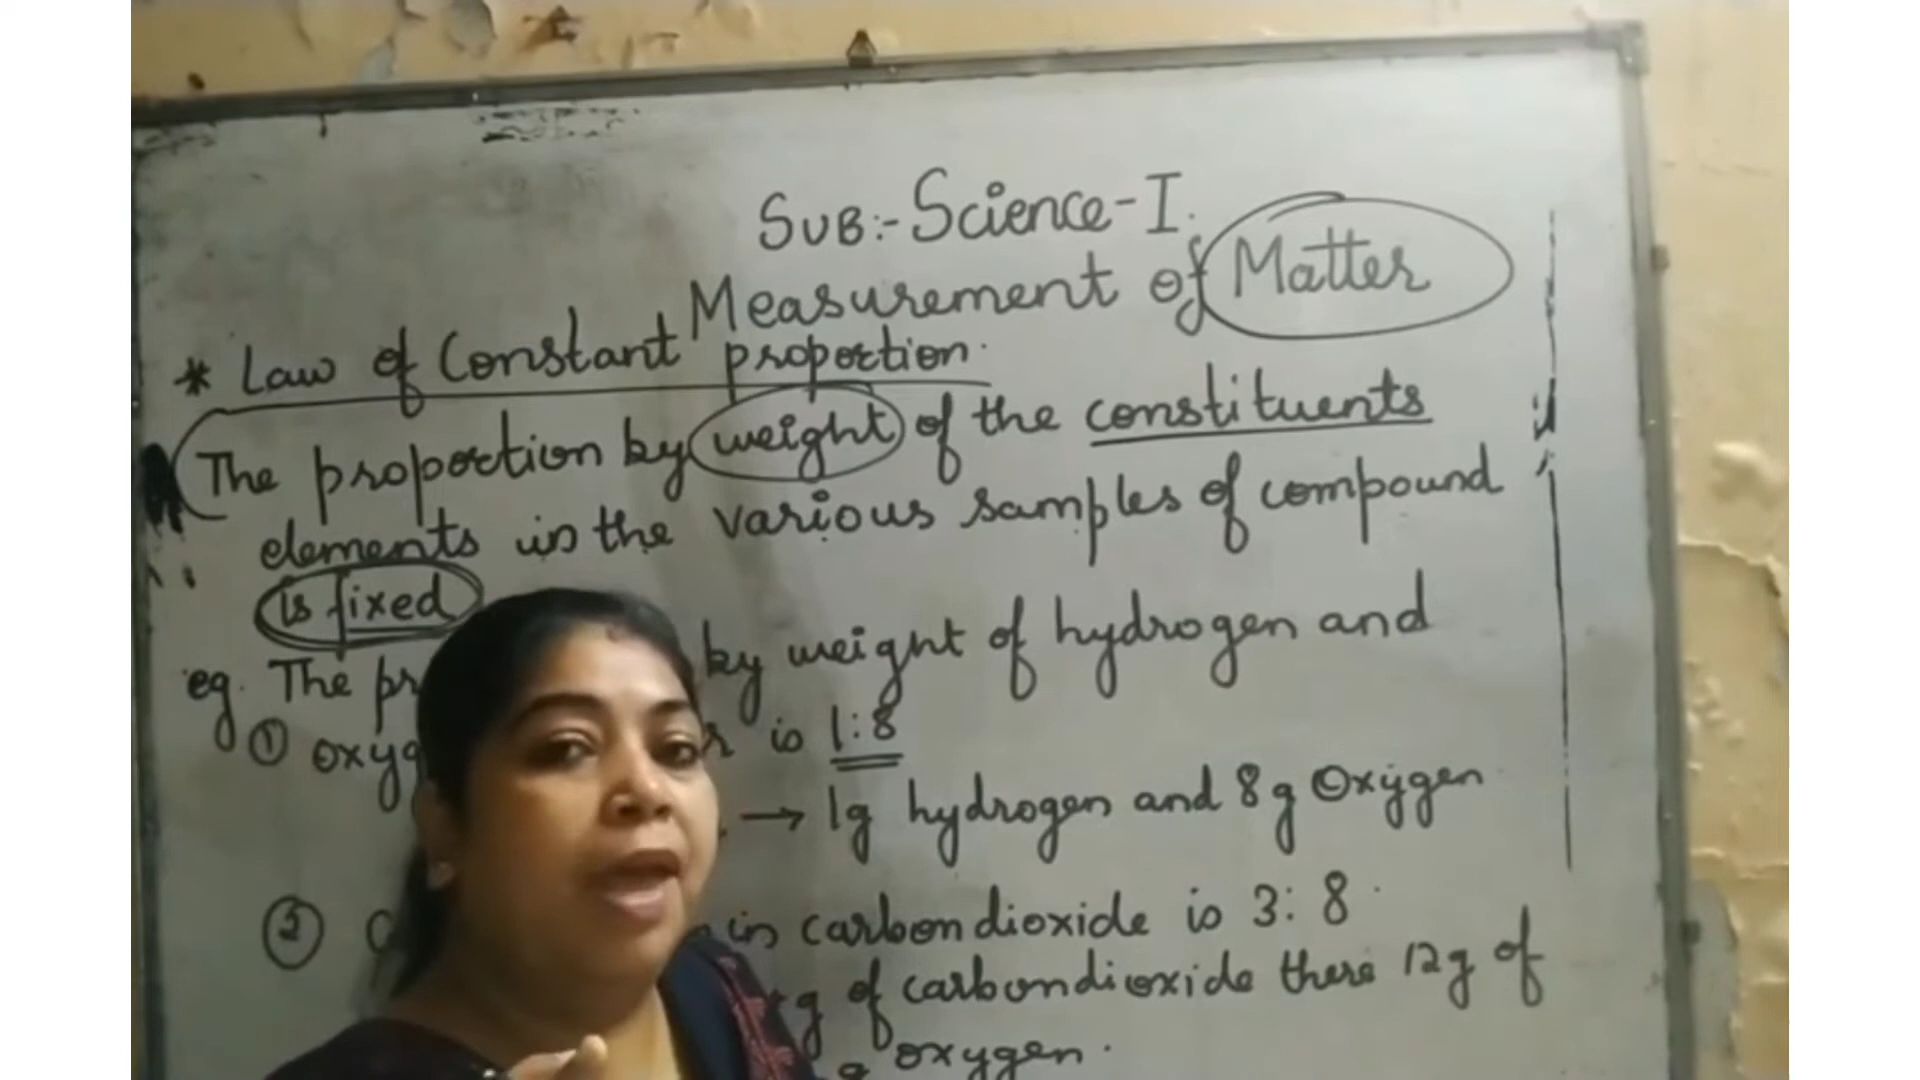 SUB:- Science-I.
Measurement of Matter
* Law of Constant proportion.
The proportion by weight of the constituents
elements in the various samples of compound
is fixed
eg. The by weight of hydrogen and
① is 1:8
→ 1g hydrogen and 8g Oxygen
② in carbondioxide is 3:8
g of carbondioxide there 12g of
oxygen.